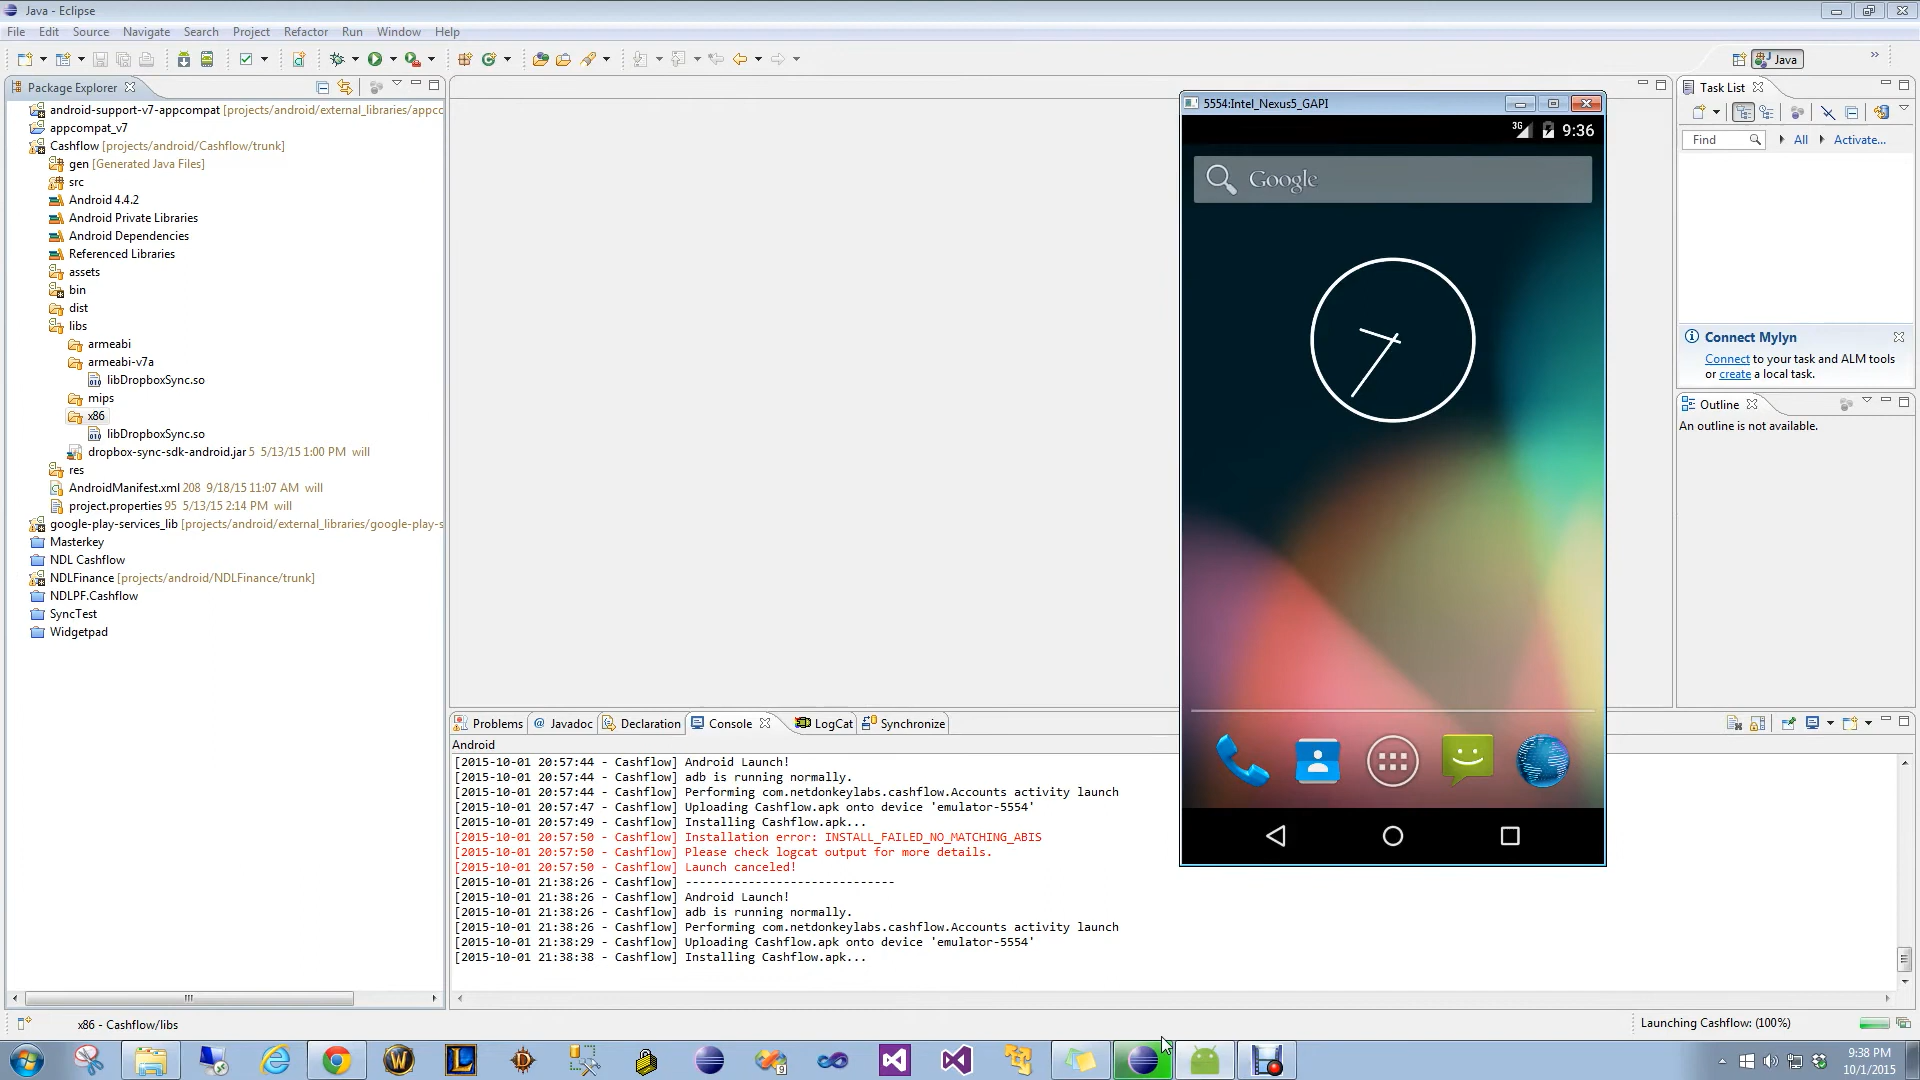 Java - Eclipse
File Edit Source Navigate Search Project Refactor Run Window Help
Java
Package Explorer
android-support-v7-appcompat [projects/android/external_libraries/appcc
appcompat_v7
Cashflow [projects/android/Cashflow/trunk]
gen [Generated Java Files]
src
Android 4.4.2
Android Private Libraries
Android Dependencies
Referenced Libraries
assets
bin
dist
libs
armeabi
armeabi-v7a
libDropboxSync.so
mips
x86
libDropboxSync.so
dropbox-sync-sdk-android.jar 5 5/13/15 1:00 PM will
res
AndroidManifest.xml 208 9/18/15 11:07 AM will
project.properties 95 5/13/15 2:14 PM will
google-play-services_lib [projects/android/external_libraries/google-play-s
Masterkey
NDL Cashflow
NDLFinance [projects/android/NDLFinance/trunk]
NDLPF.Cashflow
SyncTest
Widgetpad
5554:Intel_Nexus5_GAPI
3G 9:36
Google
Task List
Find All Activate...
Connect Mylyn
Connect to your task and ALM tools
or create a local task.
Outline
An outline is not available.
Problems @ Javadoc Declaration Console LogCat Synchronize
Android
[2015-10-01 20:57:44 - Cashflow] Android Launch!
[2015-10-01 20:57:44 - Cashflow] adb is running normally.
[2015-10-01 20:57:44 - Cashflow] Performing com.netdonkeylabs.cashflow.Accounts activity launch
[2015-10-01 20:57:47 - Cashflow] Uploading Cashflow.apk onto device 'emulator-5554'
[2015-10-01 20:57:49 - Cashflow] Installing Cashflow.apk...
[2015-10-01 20:57:50 - Cashflow] Installation error: INSTALL_FAILED_NO_MATCHING_ABIS
[2015-10-01 20:57:50 - Cashflow] Please check logcat output for more details.
[2015-10-01 20:57:50 - Cashflow] Launch canceled!
[2015-10-01 21:38:26 - Cashflow] ------------------------------
[2015-10-01 21:38:26 - Cashflow] Android Launch!
[2015-10-01 21:38:26 - Cashflow] adb is running normally.
[2015-10-01 21:38:26 - Cashflow] Performing com.netdonkeylabs.cashflow.Accounts activity launch
[2015-10-01 21:38:29 - Cashflow] Uploading Cashflow.apk onto device 'emulator-5554'
[2015-10-01 21:38:38 - Cashflow] Installing Cashflow.apk...
x86 - Cashflow/libs
Launching Cashflow: (100%)
9:38 PM
10/1/2015